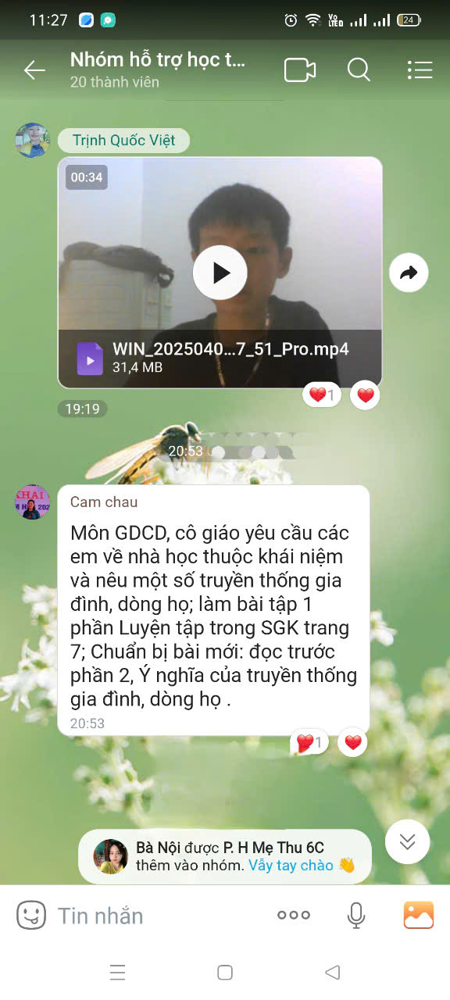 11:27
Vo
LTED
24
Nhóm hỗ trợ học t...
20 thành viên
Trịnh Quốc Việt
00:34
WIN_2025040...7_51_Pro.mp4
31,4 MB
1
19:19
20:53
KHAI
202
Cam chau
Môn GDCD, cô giáo yêu cầu các
em về nhà học thuộc khái niệm
và nêu một số truyền thống gia
đình, dòng họ; làm bài tập 1
phần Luyện tập trong SGK trang
7; Chuẩn bị bài mới: đọc trước
phần 2, Ý nghĩa của truyền thống
gia đình, dòng họ .
20:53
1
Bà Nội được P. H Mẹ Thu 6C
thêm vào nhóm. Vẫy tay chào 👋
Tin nhắn